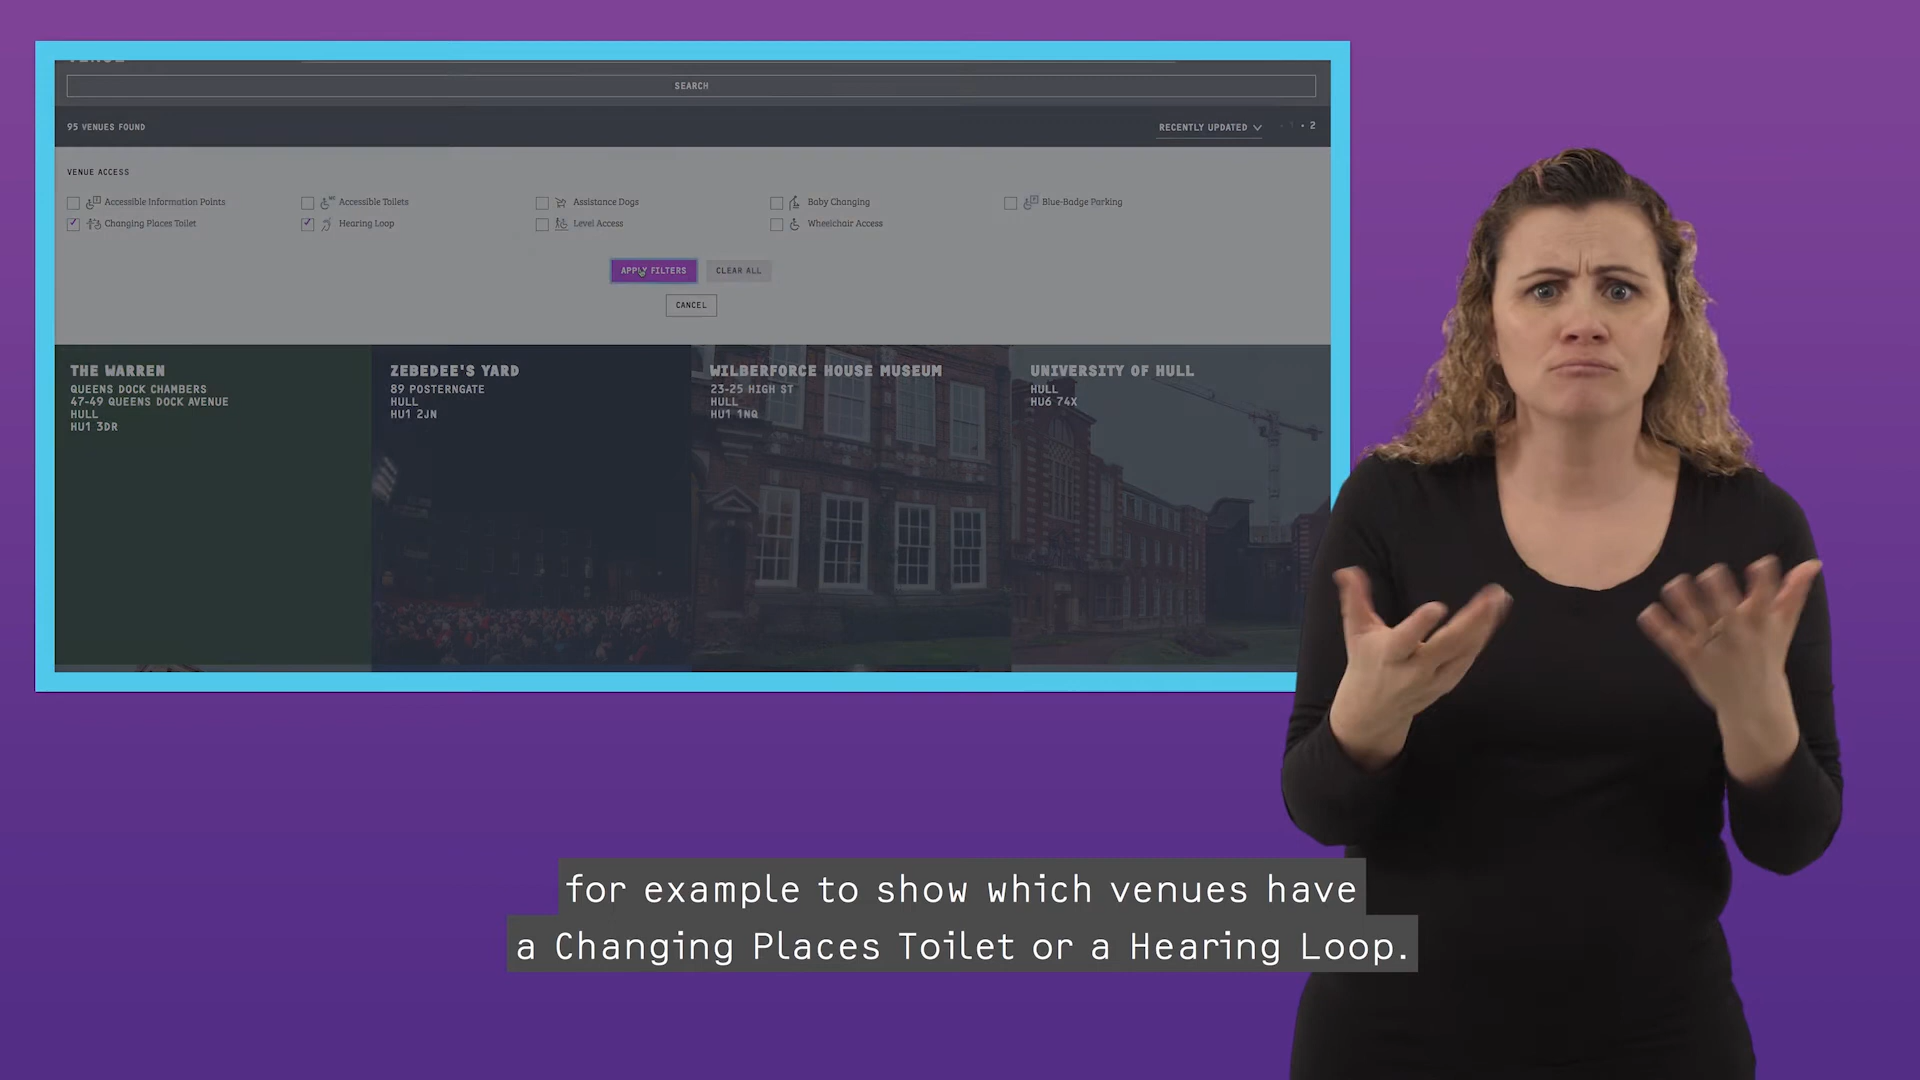 SEARCH
95 VENUES FOUND
RECENTLY UPDATED
• 2
VENUE ACCESS
Accessible Information Points
Accessible Toilets
Assistance Dogs
Baby Changing
Blue-Badge Parking
Changing Places Toilet
Hearing Loop
Level Access
Wheelchair Access
APPLY FILTERS
CLEAR ALL
CANCEL
THE WARREN
QUEENS DOCK CHAMBERS
47-49 QUEENS DOCK AVENUE
HULL
HU1 3DR
ZEBEDEE'S YARD
89 POSTERNGATE
HULL
HU1 2JN
WILBERFORCE HOUSE MUSEUM
23-25 HIGH ST
HULL
HU1 1NQ
UNIVERSITY OF HULL
HULL
HU6 74X
for example to show which venues have
a Changing Places Toilet or a Hearing Loop.